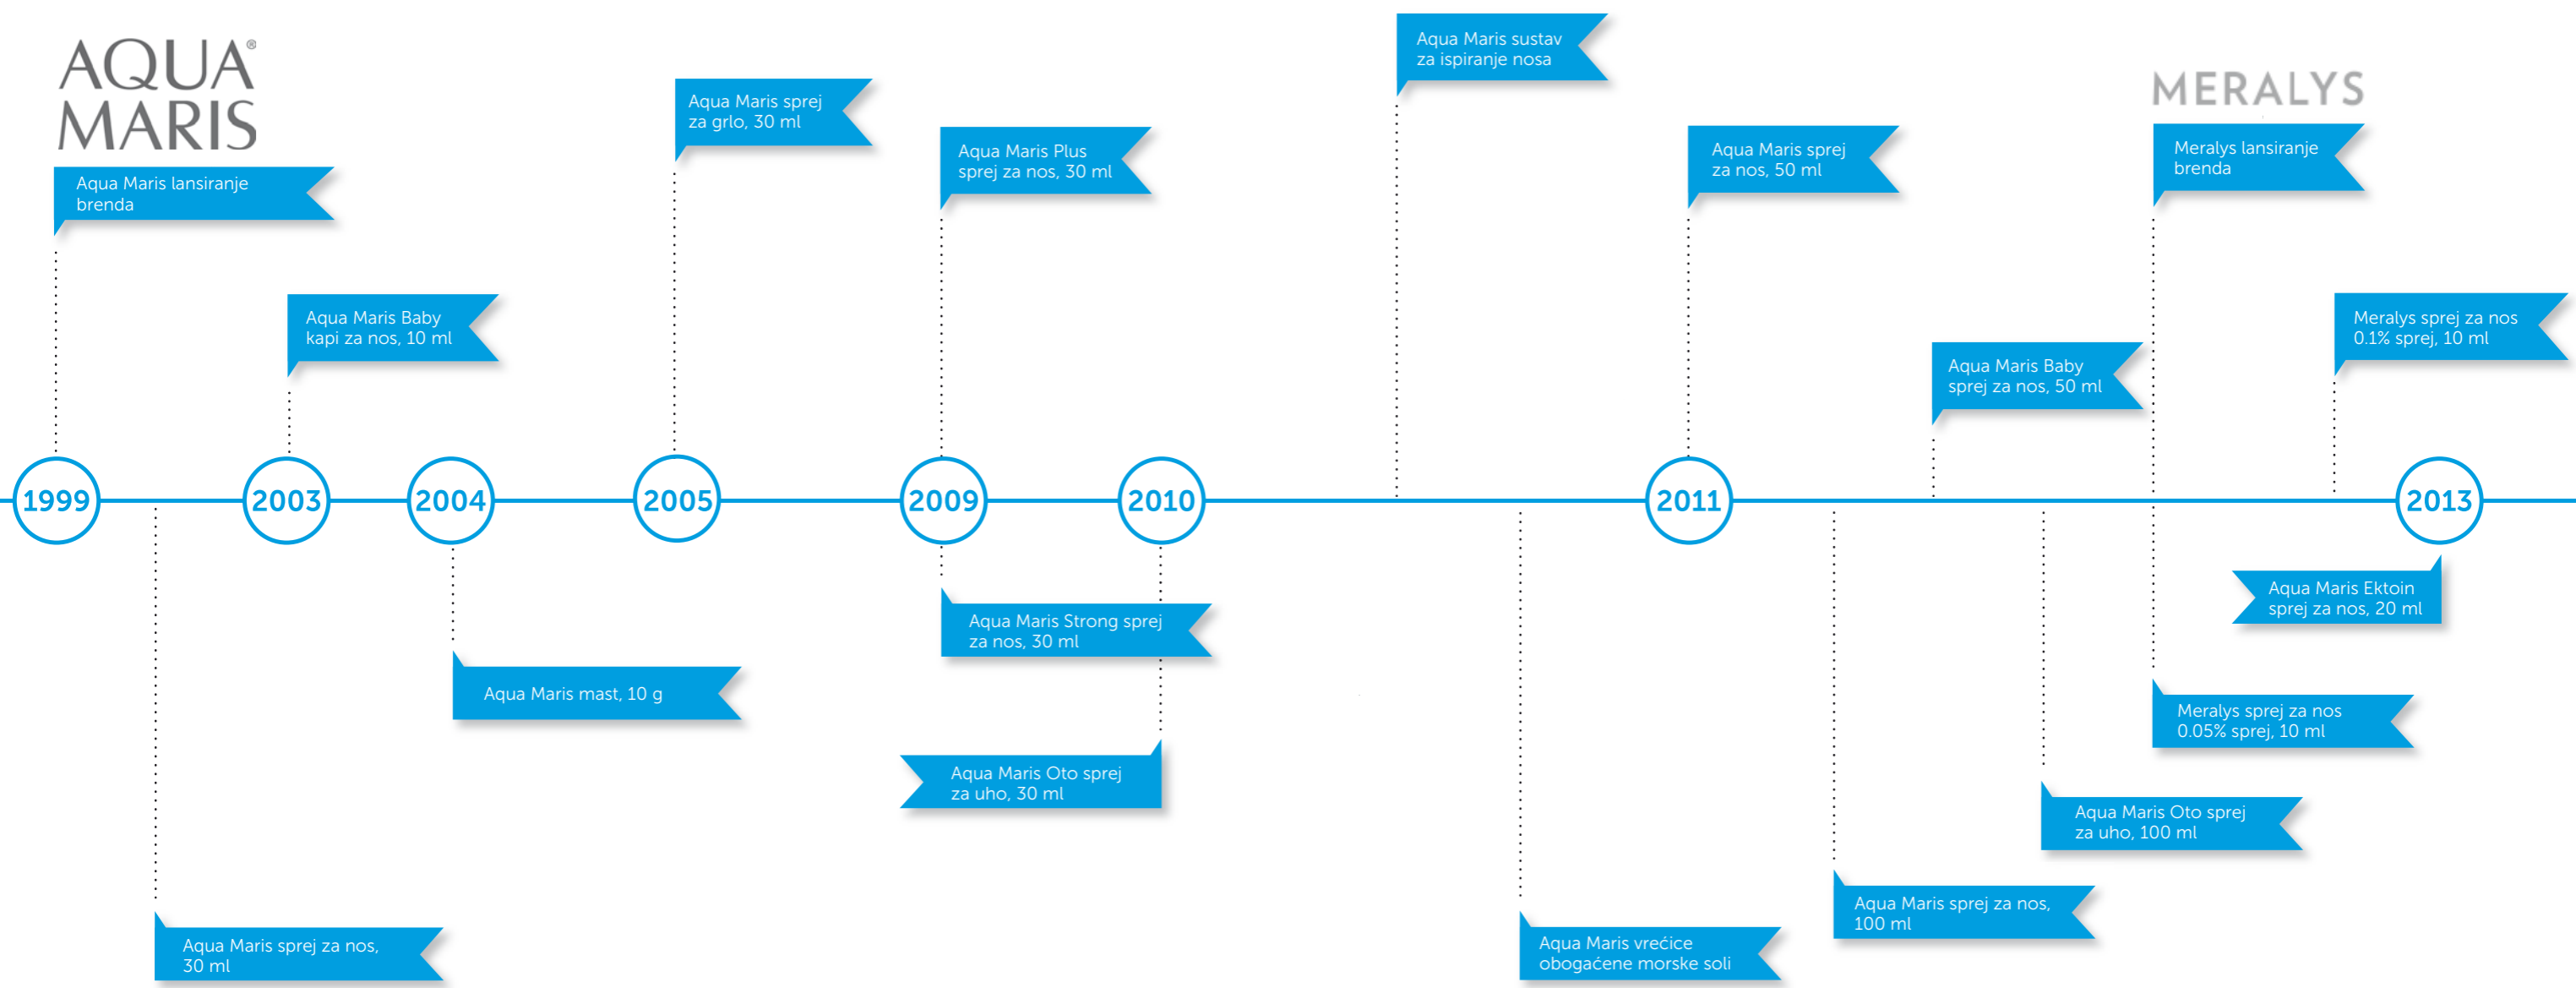 AQUA®
MARIS
Aqua Maris lansiranje
brenda
Aqua Maris Baby
kapi za nos, 10 ml
Aqua Maris sprej
za grlo, 30 ml
Aqua Maris Plus
sprej za nos, 30 ml
Aqua Maris sustav
za ispiranje nosa
Aqua Maris sprej
za nos, 50 ml
Aqua Maris Baby
sprej za nos, 50 ml
MERALYS
Meralys lansiranje
brenda
Meralys sprej za nos
0.1% sprej, 10 ml
1999
2003
2004
2005
2009
2010
2011
2013
Aqua Maris sprej za nos,
30 ml
Aqua Maris mast, 10 g
Aqua Maris Strong sprej
za nos, 30 ml
Aqua Maris Oto sprej
za uho, 30 ml
Aqua Maris vrećice
obogaćene morske soli
Aqua Maris sprej za nos,
100 ml
Aqua Maris Oto sprej
za uho, 100 ml
Meralys sprej za nos
0.05% sprej, 10 ml
Aqua Maris Ektoin
sprej za nos, 20 ml